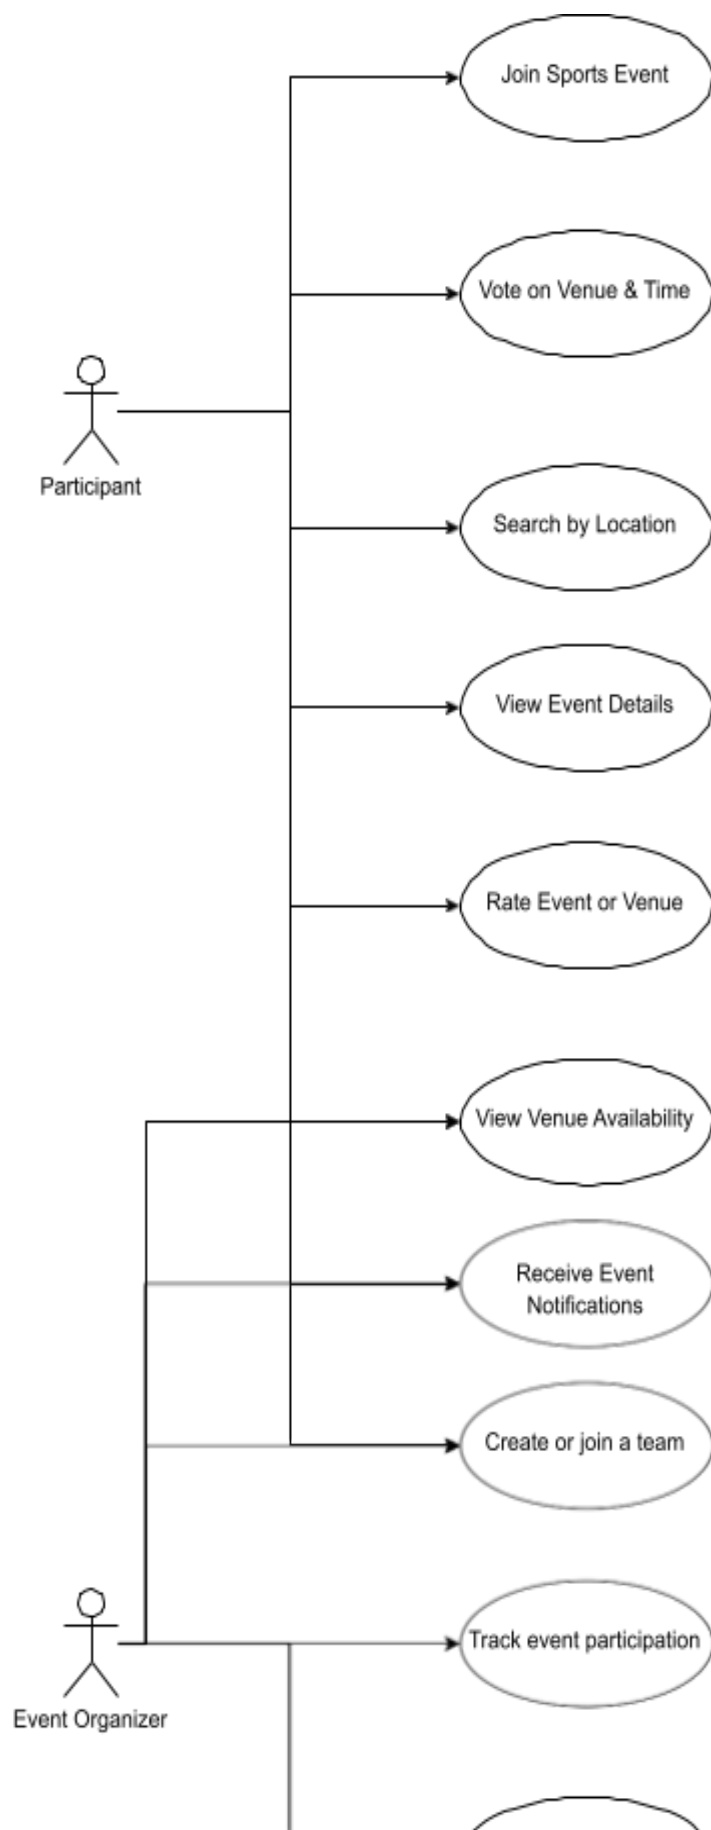 Join Sports Event
Vote on Venue & Time
Participant
Search by Location
View Event Details
Rate Event or Venue
View Venue Availability
Receive Event
Notifications
Create or join a team
Track event participation
Event Organizer